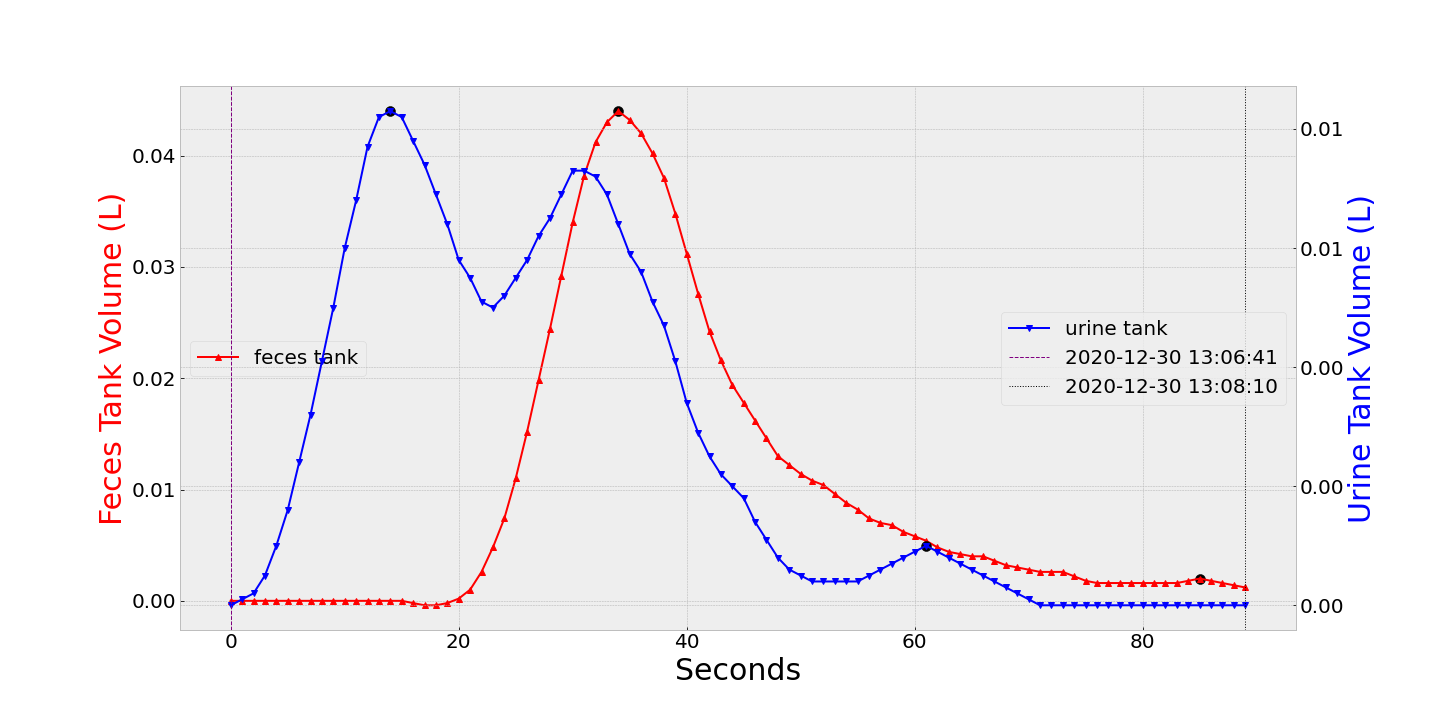 Feces Tank Volume (L)
0.04
0.03
0.02
0.01
0.00
feces tank
0.01
0.01
0.00
0.00
0.00
Urine Tank Volume (L)
urine tank
2020-12-30 13:06:41
2020-12-30 13:08:10
0 20 40 60 80
Seconds